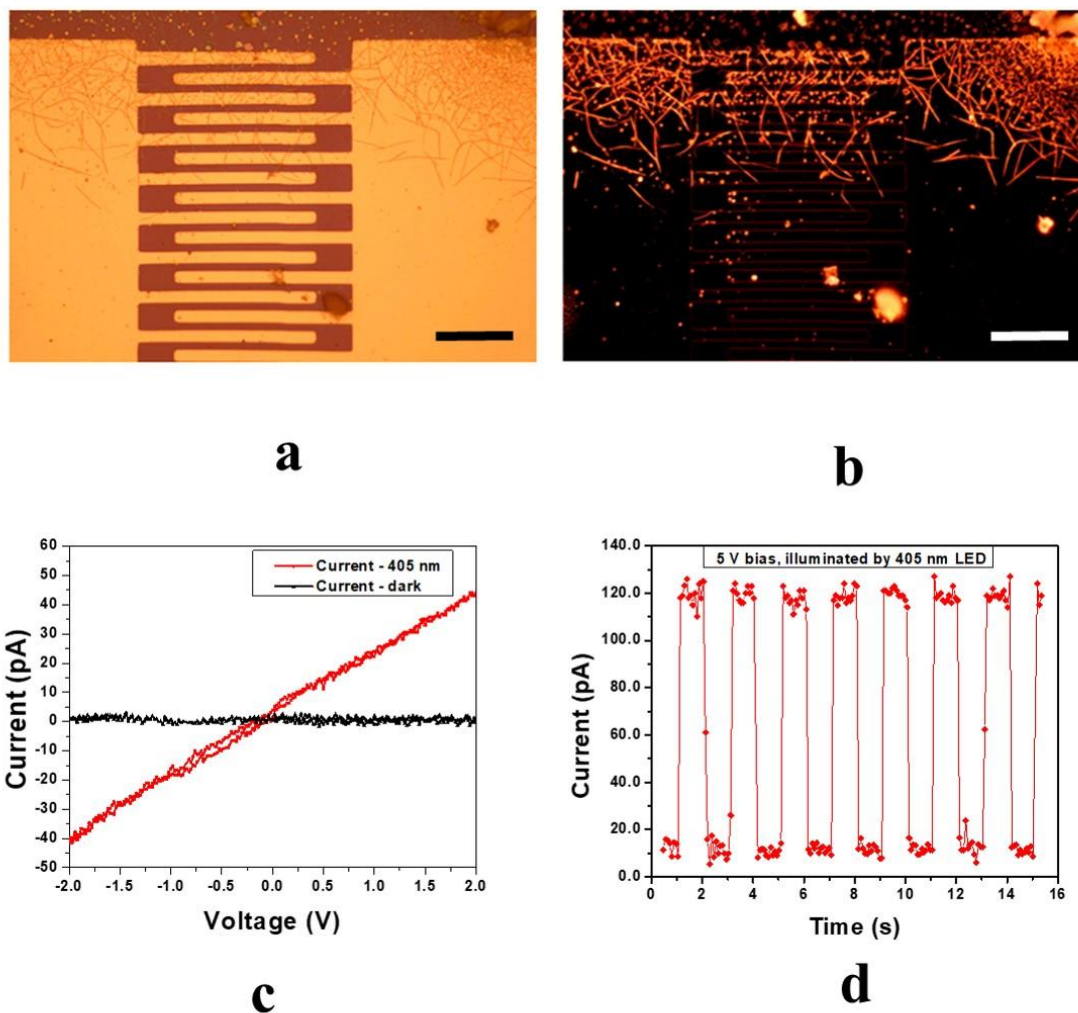 a
b
60
50
40
30
20
10
0
-10
-20
-30
-40
-50
Current (pA)
Current - 405 nm
Current - dark
-2.0 -1.5 -1.0 -0.5 0.0 0.5 1.0 1.5 2.0
Voltage (V)
c
140.0
120.0
100.0
80.0
60.0
40.0
20.0
0.0
Current (pA)
5 V bias, illuminated by 405 nm LED
0 2 4 6 8 10 12 14 16
Time (s)
d